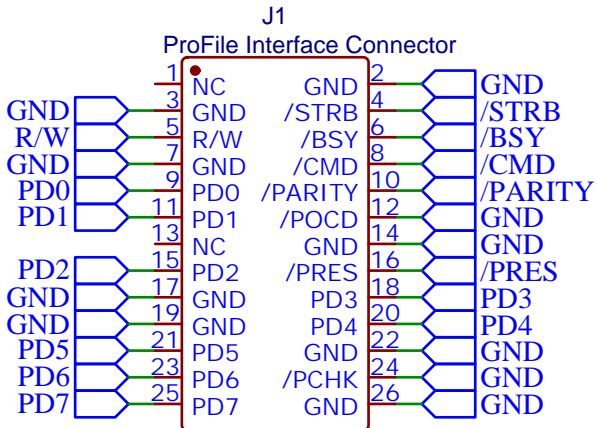 J1
ProFile Interface Connector
1 NC GND 2 GND
GND 3 GND /STRB 4 /STRB
R/W 5 R/W /BSY 6 /BSY
GND 7 GND /CMD 8 /CMD
PD0 9 PD0 /PARITY 10 /PARITY
PD1 11 PD1 /POCD 12 GND
13 NC GND 14 GND
PD2 15 PD2 /PRES 16 /PRES
GND 17 GND PD3 18 PD3
GND 19 GND PD4 20 PD4
PD5 21 PD5 GND 22 GND
PD6 23 PD6 /PCHK 24 GND
PD7 25 PD7 GND 26 GND